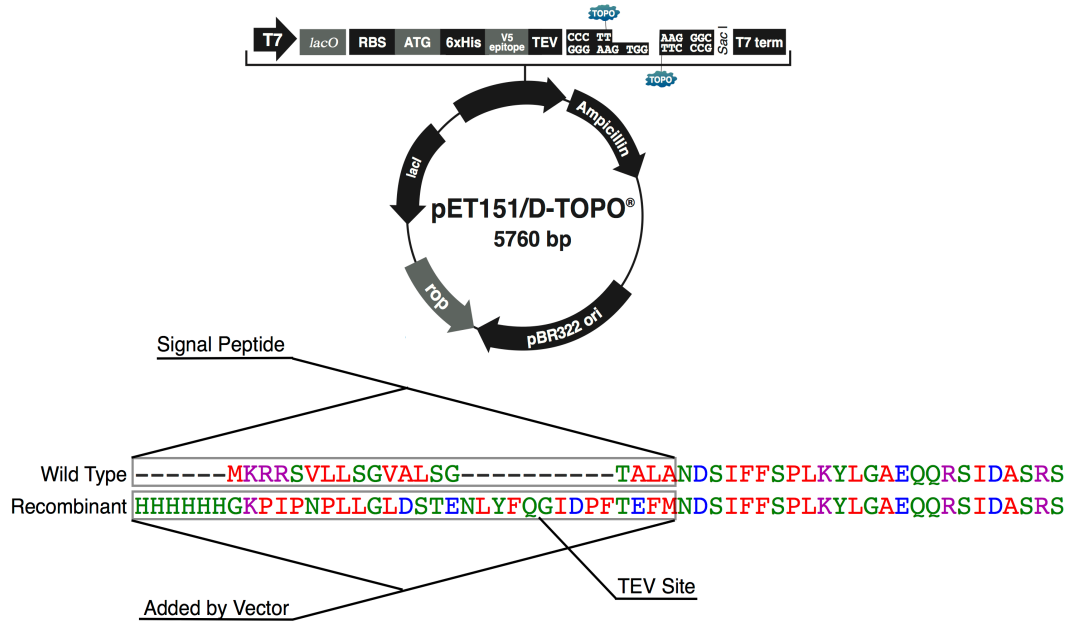 TOPO
T7 lacO RBS ATG 6xHis V5 epitope TEV CCC TT AAG GGC Sac I T7 term
GGG AAG TGG TTC CCG
TOPO
Ampicillin
lacI
pET151/D-TOPO®
5760 bp
rop
pBR322 ori
Signal Peptide
Wild Type -------MKRRSVLLSGVALSG------------TALANDSIFFSPLKYLGAEQQRSIDASRS
Recombinant HHHHHHGKPIPNPLLGLDSTENLYFQGIDPFTEFMNDSIFFSPLKYLGAEQQRSIDASRS
TEV Site
Added by Vector